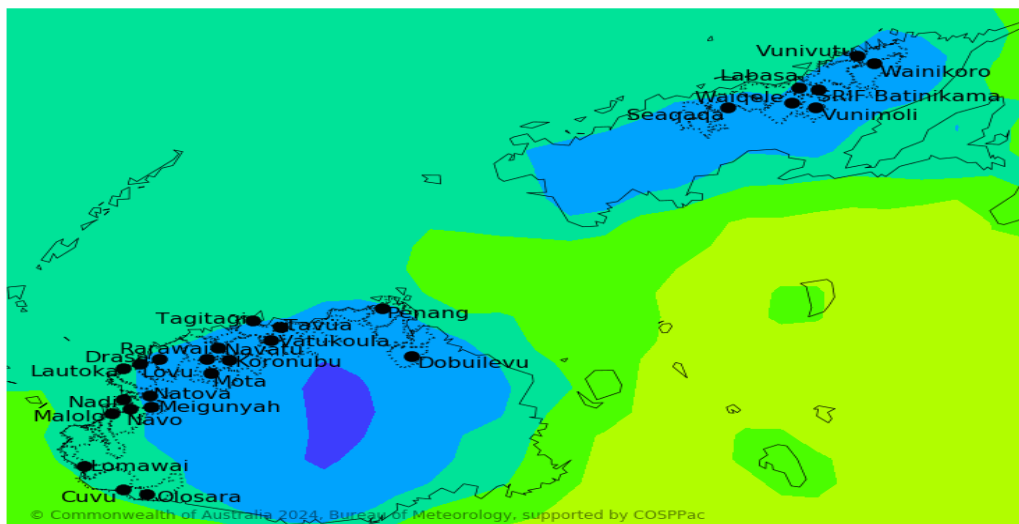 Vunivutu
Wainikoro
Labasa
SRIF Batinikama
Waiqele
Seaqaqa
Vunimoli
Penang
Tagitagi
Tavua
Vatukoula
Rarawai
Navatu
Drasa
Lovu
Koronubu
Dobuilevu
Lautoka
Mota
Natova
Nadi
Meigunyah
Malolo
Navo
Lomawai
Cuvu
Olosara
© Commonwealth of Australia 2024, Bureau of Meteorology, supported by COSPPac